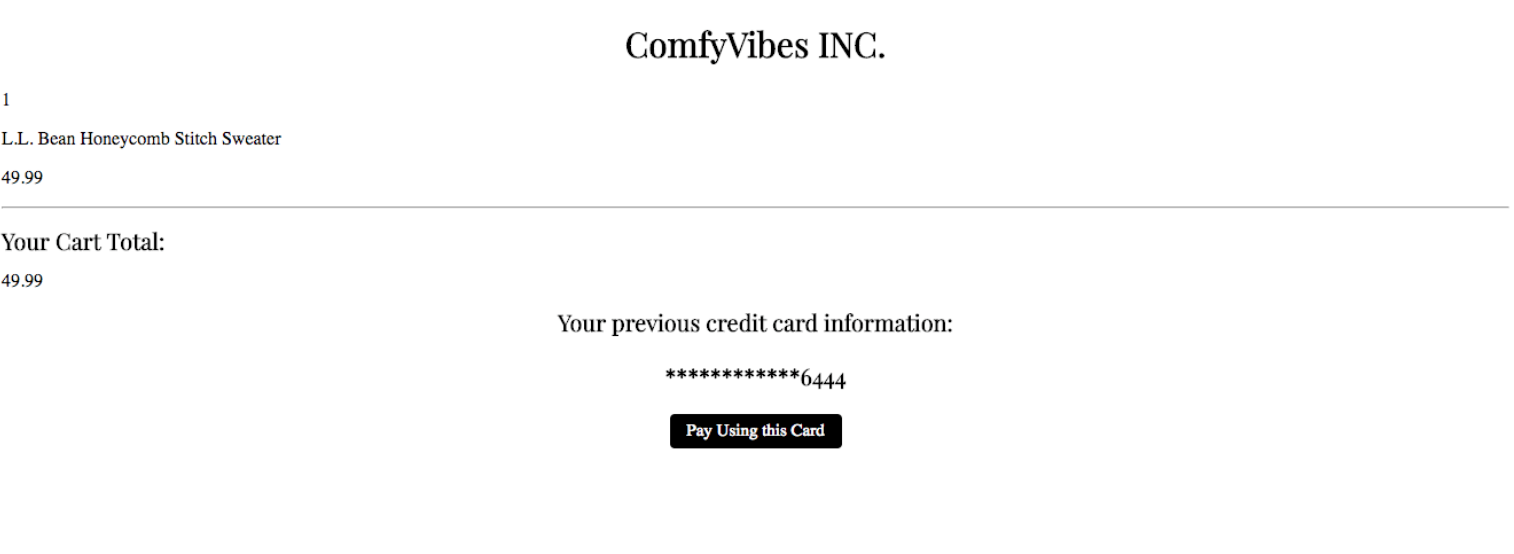 ComfyVibes INC.
1
L.L. Bean Honeycomb Stitch Sweater
49.99
Your Cart Total:
49.99
Your previous credit card information:
************6444
Pay Using this Card